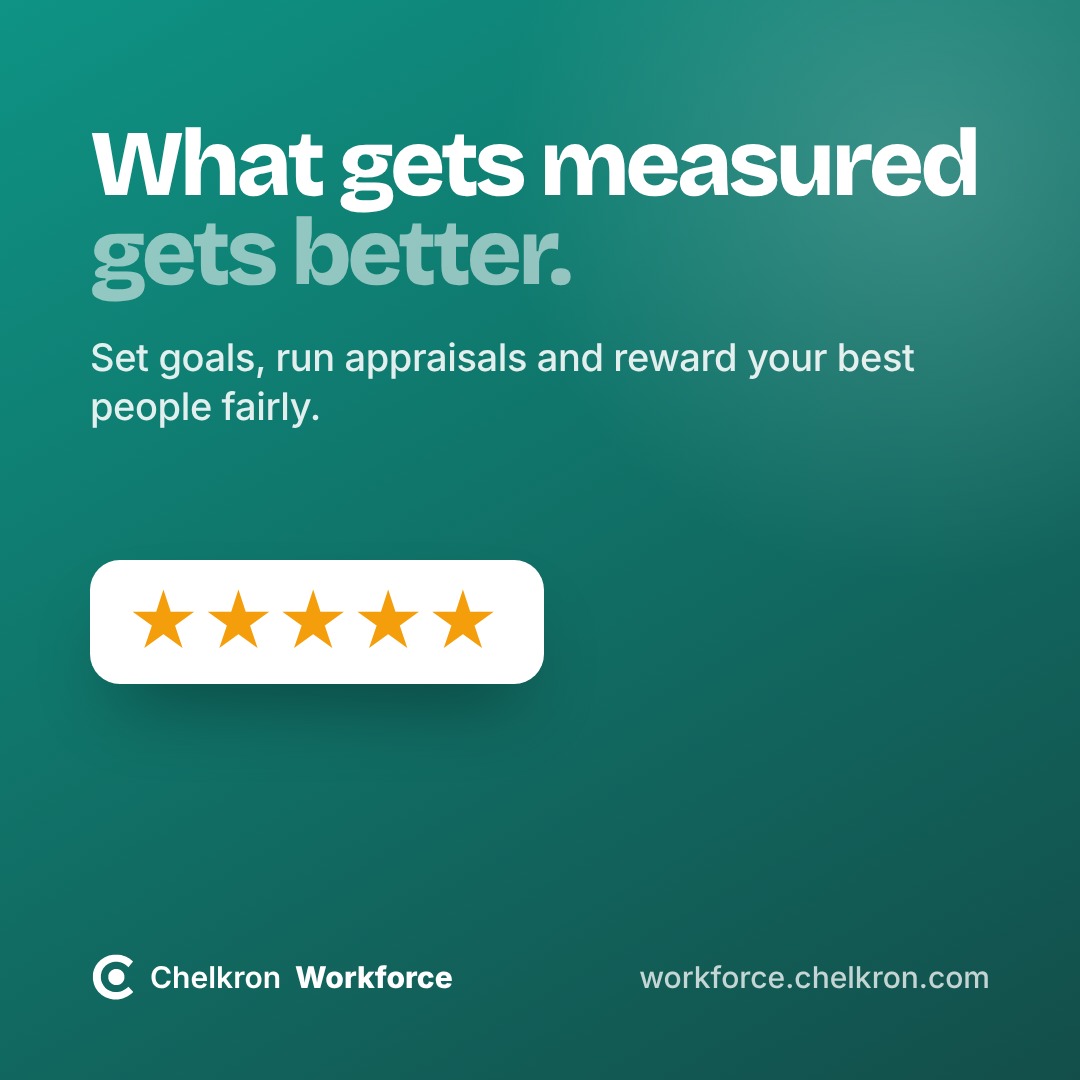 What gets measured
gets better.
Set goals, run appraisals and reward your best
people fairly.
Chelkron Workforce
workforce.chelkron.com